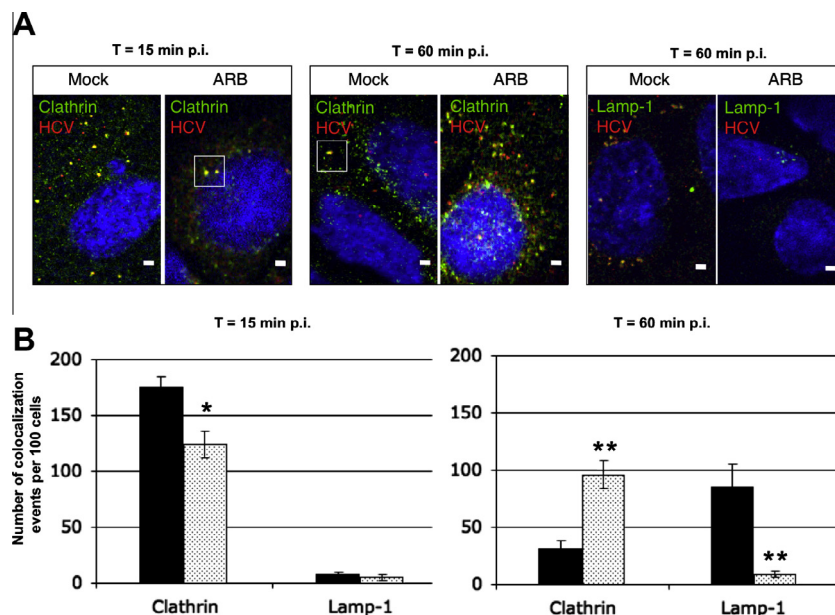 A
T = 15 min p.i.
T = 60 min p.i.
T = 60 min p.i.
Mock
ARB
Mock
ARB
Mock
ARB
Clathrin
HCV
Clathrin
HCV
Clathrin
HCV
Clathrin
HCV
Lamp-1
HCV
Lamp-1
HCV
B
T = 15 min p.i.
T = 60 min p.i.
Number of colocalization
events per 100 cells
200
150
100
50
0
*
Clathrin
Lamp-1
200
150
100
50
0
**
**
Clathrin
Lamp-1